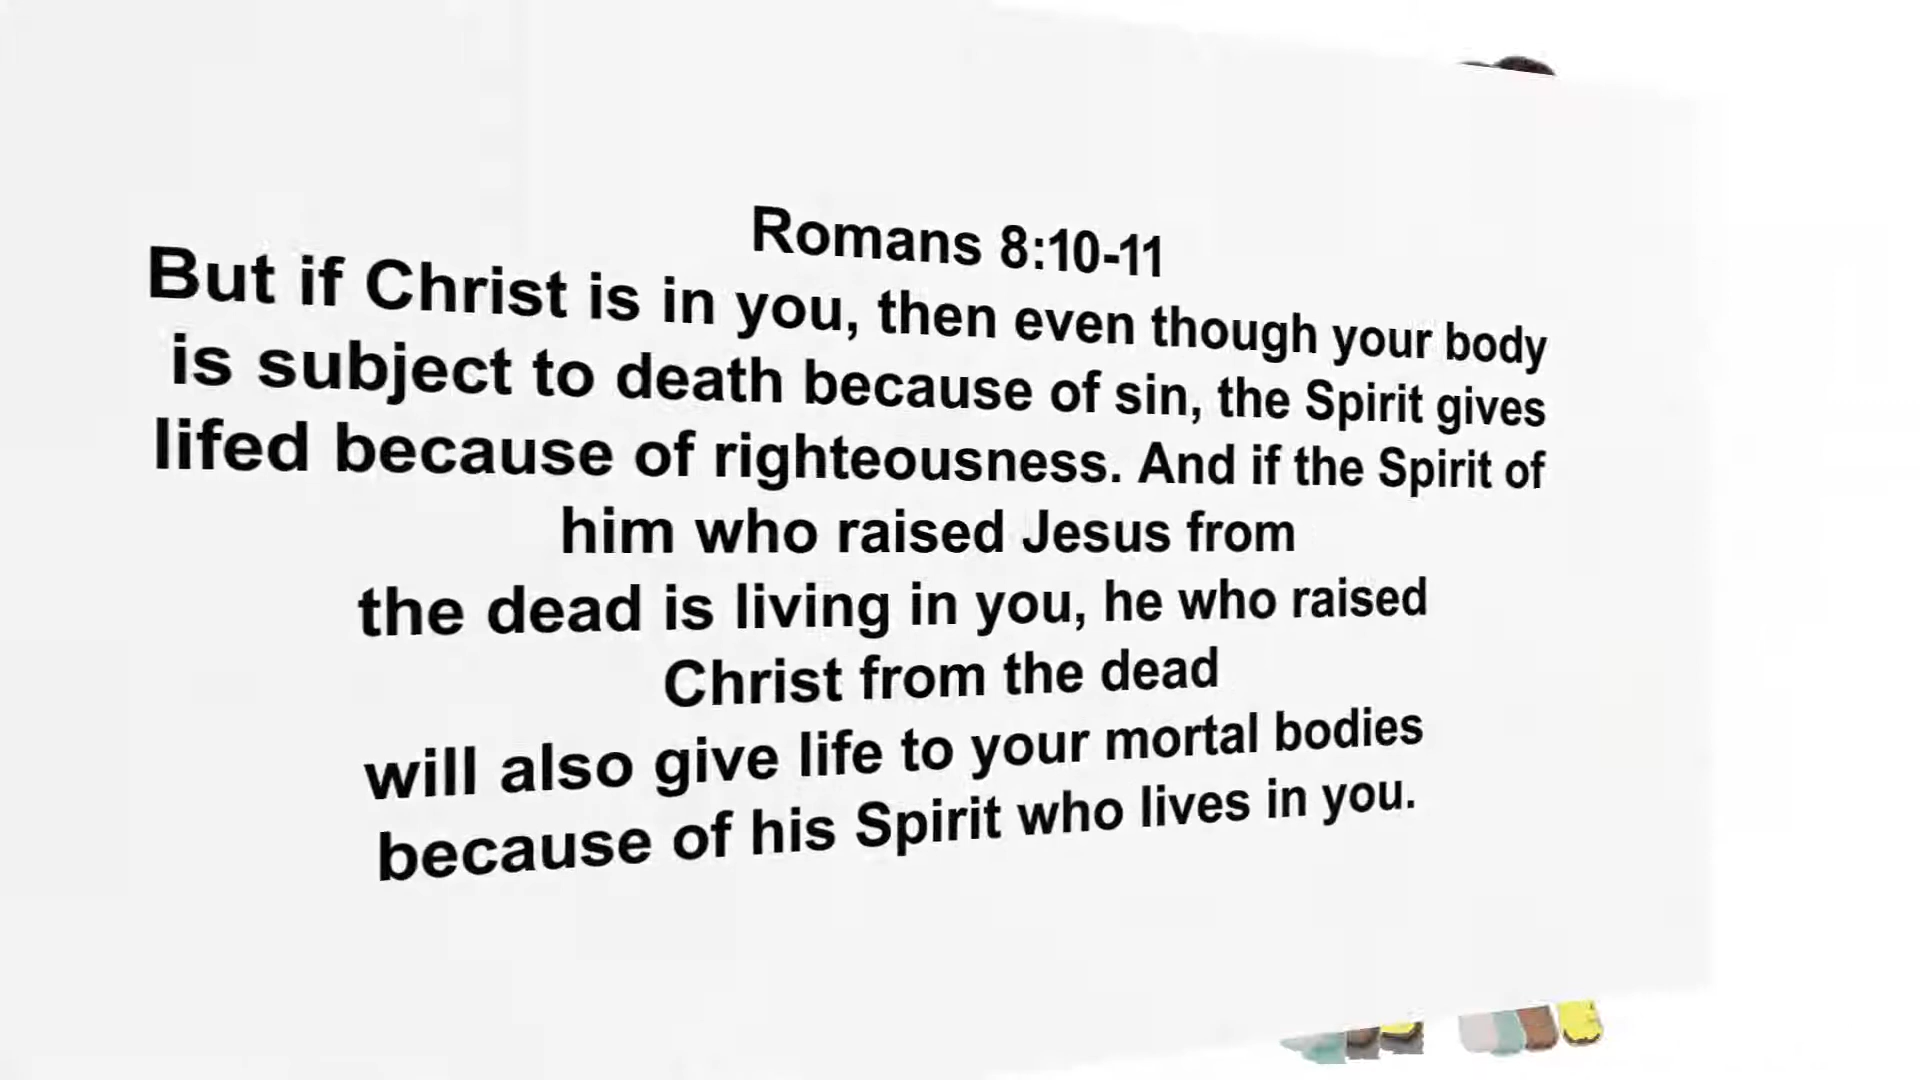 Romans 8:10-11
But if Christ is in you, then even though your body
is subject to death because of sin, the Spirit gives
lifed because of righteousness. And if the Spirit of
him who raised Jesus from
the dead is living in you, he who raised
Christ from the dead
will also give life to your mortal bodies
because of his Spirit who lives in you.